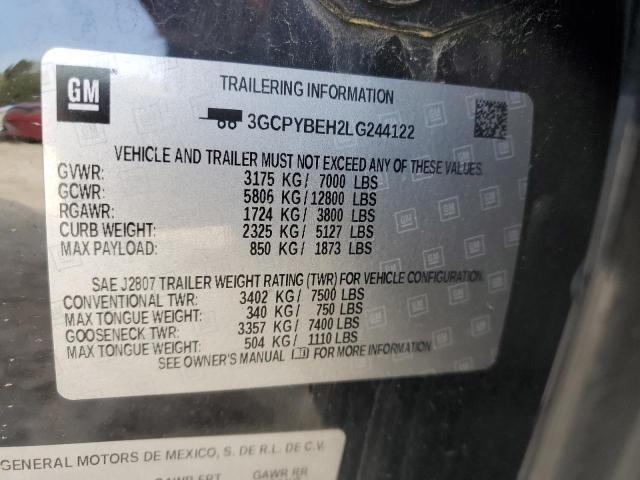 GM
TRAILERING INFORMATION
3GCPYBEH2LG244122
VEHICLE AND TRAILER MUST NOT EXCEED ANY OF THESE VALUES.
GVWR: 3175 KG/ 7000 LBS
GCWR: 5806 KG/12800 LBS
RGAWR: 1724 KG/ 3800 LBS
CURB WEIGHT: 2325 KG/ 5127 LBS
MAX PAYLOAD: 850 KG/ 1873 LBS
SAE J2807 TRAILER WEIGHT RATING (TWR) FOR VEHICLE CONFIGURATION.
CONVENTIONAL TWR: 3402 KG/ 7500 LBS
MAX TONGUE WEIGHT: 340 KG/ 750 LBS
GOOSENECK TWR: 3357 KG/ 7400 LBS
MAX TONGUE WEIGHT: 504 KG/ 1110 LBS
SEE OWNER'S MANUAL FOR MORE INFORMATION
GENERAL MOTORS DE MEXICO, S. DE R.L. DE C.V.
GAWR FRT GAWR RR